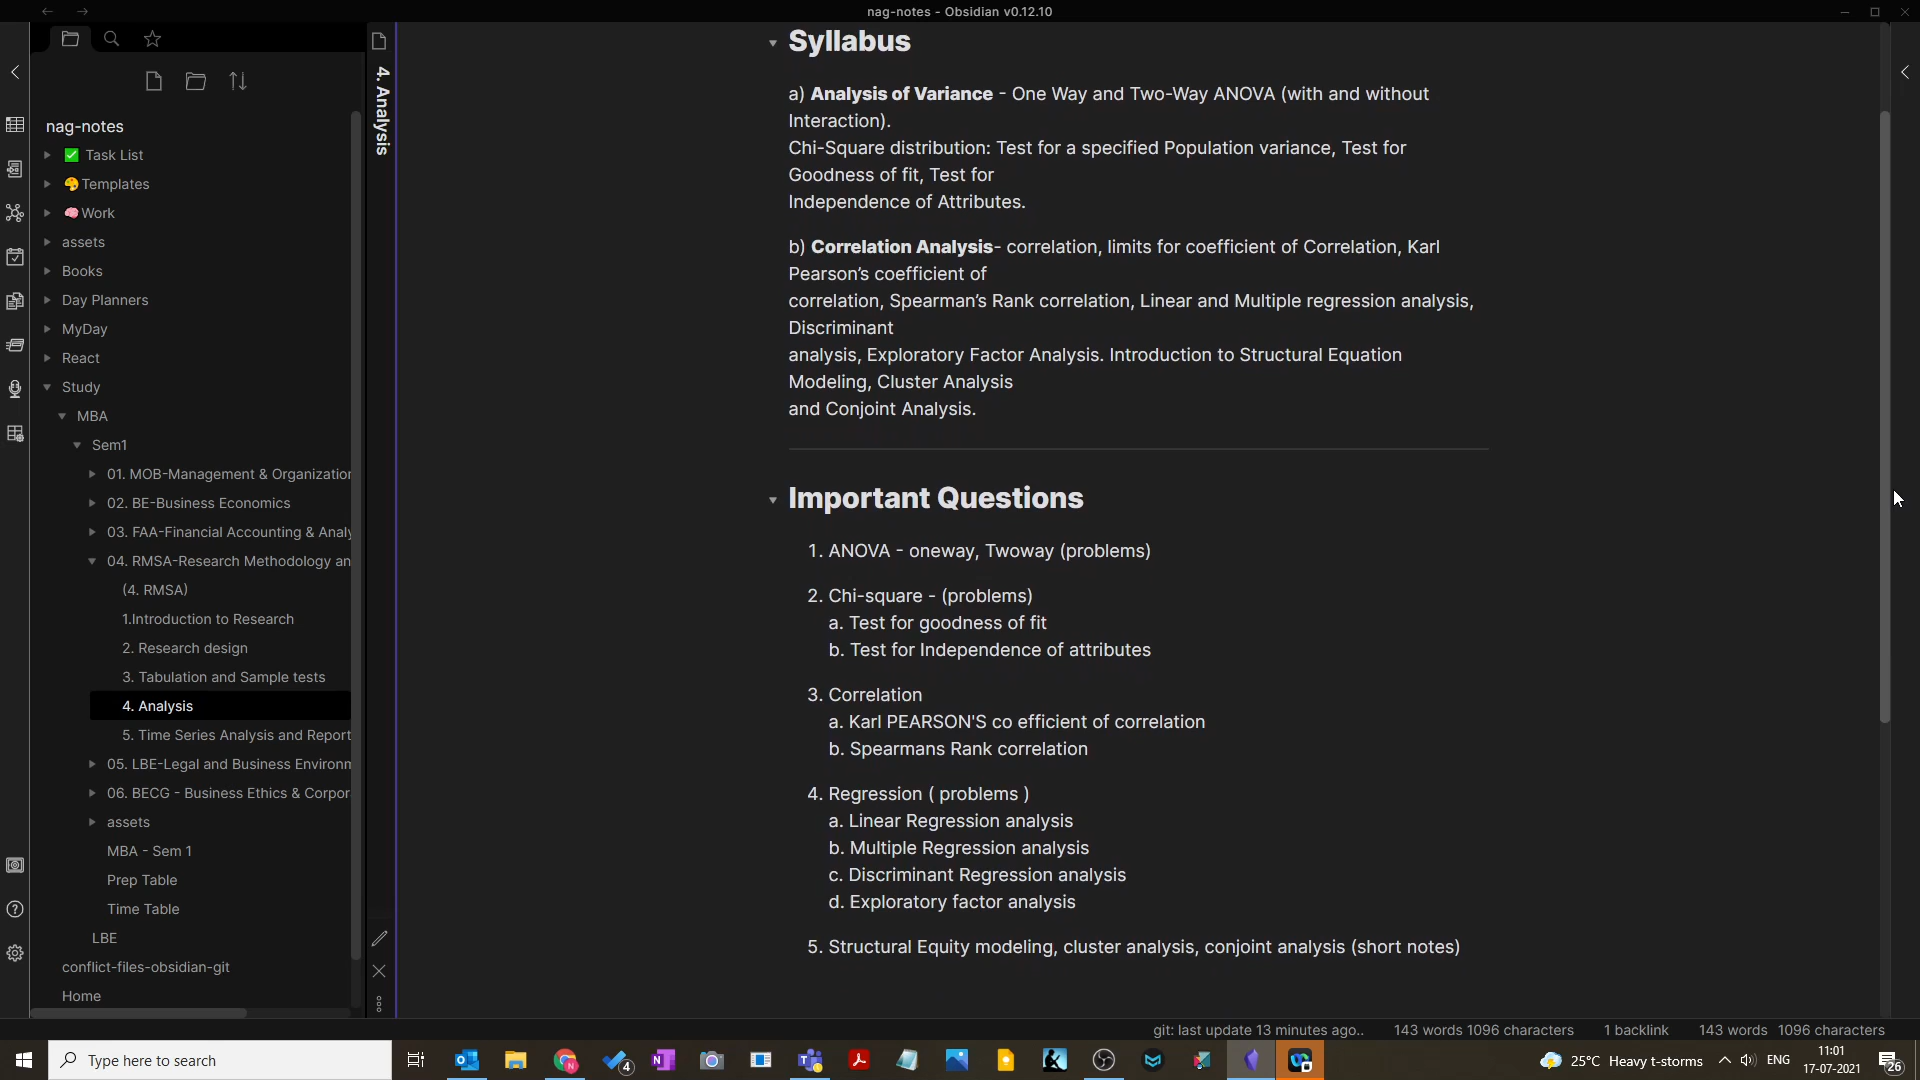 nag-notes - Obsidian v0.12.10
nag-notes
Task List
Templates
Work
assets
Books
Day Planners
MyDay
React
Study
MBA
Sem1
01. MOB-Management & Organization
02. BE-Business Economics
03. FAA-Financial Accounting & Analy
04. RMSA-Research Methodology an
(4. RMSA)
1.Introduction to Research
2. Research design
3. Tabulation and Sample tests
4. Analysis
5. Time Series Analysis and Report
05. LBE-Legal and Business Environm
06. BECG - Business Ethics & Corpor
assets
MBA - Sem 1
Prep Table
Time Table
LBE
conflict-files-obsidian-git
Home
4. Analysis
Syllabus
a) Analysis of Variance - One Way and Two-Way ANOVA (with and without
Interaction).
Chi-Square distribution: Test for a specified Population variance, Test for
Goodness of fit, Test for
Independence of Attributes.
b) Correlation Analysis- correlation, limits for coefficient of Correlation, Karl
Pearson’s coefficient of
correlation, Spearman’s Rank correlation, Linear and Multiple regression analysis,
Discriminant
analysis, Exploratory Factor Analysis. Introduction to Structural Equation
Modeling, Cluster Analysis
and Conjoint Analysis.
Important Questions
1. ANOVA - oneway, Twoway (problems)
2. Chi-square - (problems)
a. Test for goodness of fit
b. Test for Independence of attributes
3. Correlation
a. Karl PEARSON'S co efficient of correlation
b. Spearmans Rank correlation
4. Regression ( problems )
a. Linear Regression analysis
b. Multiple Regression analysis
c. Discriminant Regression analysis
d. Exploratory factor analysis
5. Structural Equity modeling, cluster analysis, conjoint analysis (short notes)
git: last update 13 minutes ago.. 143 words 1096 characters 1 backlink 143 words 1096 characters
Type here to search
4
25°C Heavy t-storms
ENG
11:01
17-07-2021
26